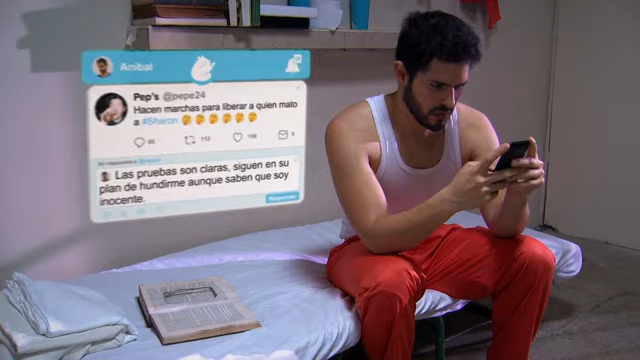 Anibal
Pep's @pepe24
Hacen marchas para liberar a quien mato
a #Sharon 🤔🤔🤔🤔🤔🤔
112
Las pruebas son claras, siguen en su
plan de hundirme aunque saben que soy
inocente.
Responder